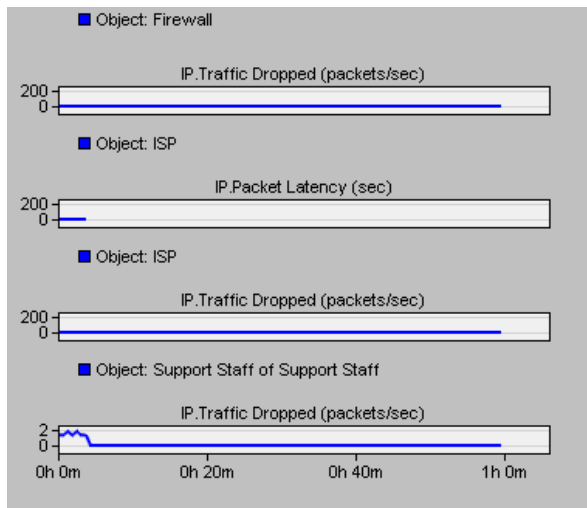 Object: Firewall
IP.Traffic Dropped (packets/sec)
200
0
Object: ISP
IP.Packet Latency (sec)
200
0
Object: ISP
IP.Traffic Dropped (packets/sec)
200
0
Object: Support Staff of Support Staff
IP.Traffic Dropped (packets/sec)
2
0
0h 0m 0h 20m 0h 40m 1h 0m